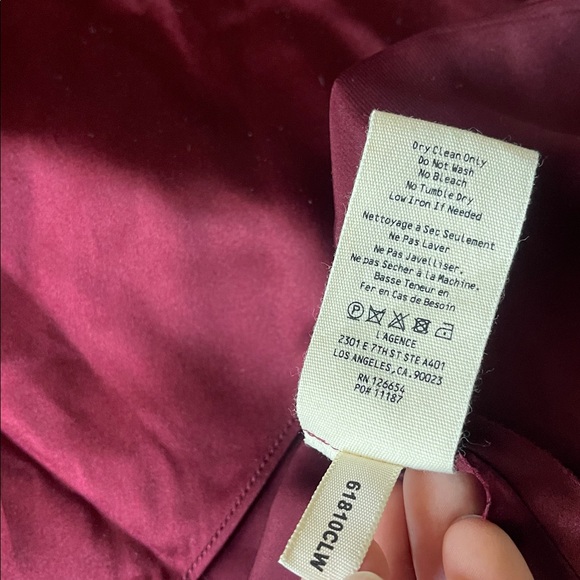 Dry Clean Only
Do Not Wash
No Bleach
No Tumble Dry
Low Iron If Needed
Nettoyage a Sec Seulement
Ne Pas Laver
Ne Pas Javelliser.
Ne pas Sècher à la Machine.
Basse Teneur en
Fer en Cas de Besoin
P
L'AGENCE
2301 E 7TH ST STE A401
LOS ANGELES,CA.90023
RN 126654
PO# 11187
61810CLW